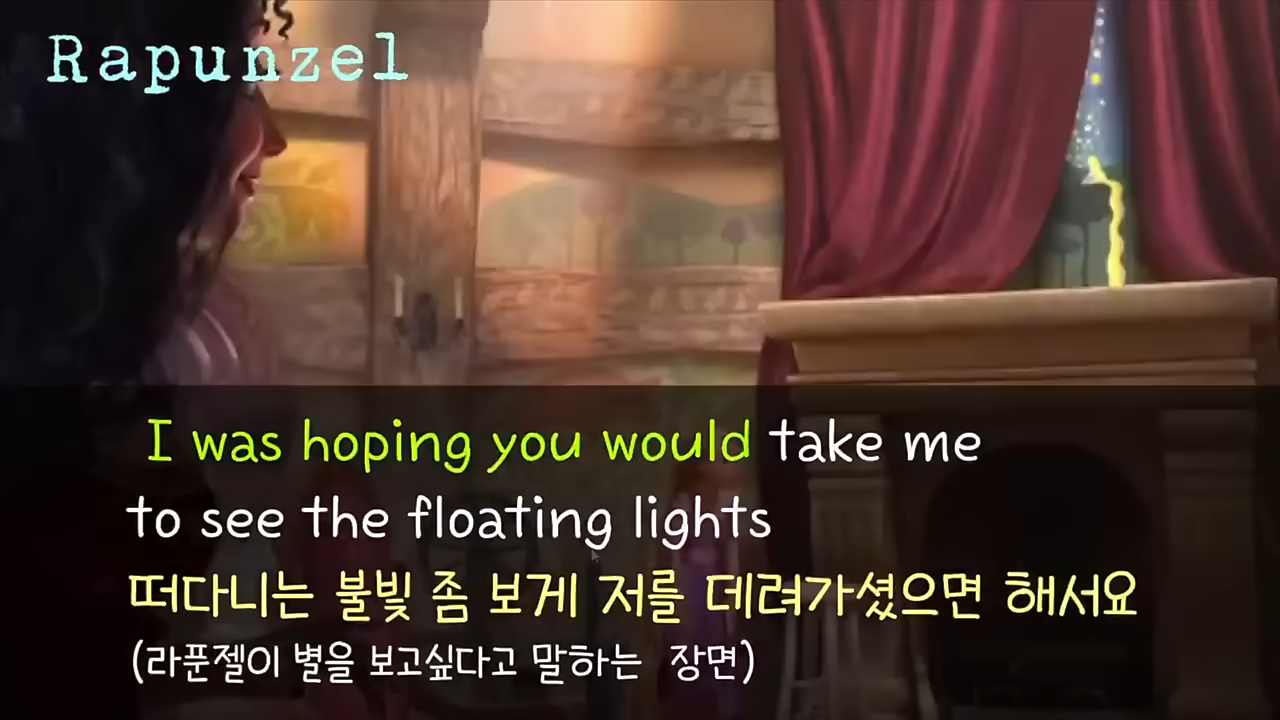 Rapunzel
I was hoping you would take me
to see the floating lights
떠다니는 불빛 좀 보게 저를 데려가셨으면 해서요
(라푼젤이 별을 보고싶다고 말하는 장면)